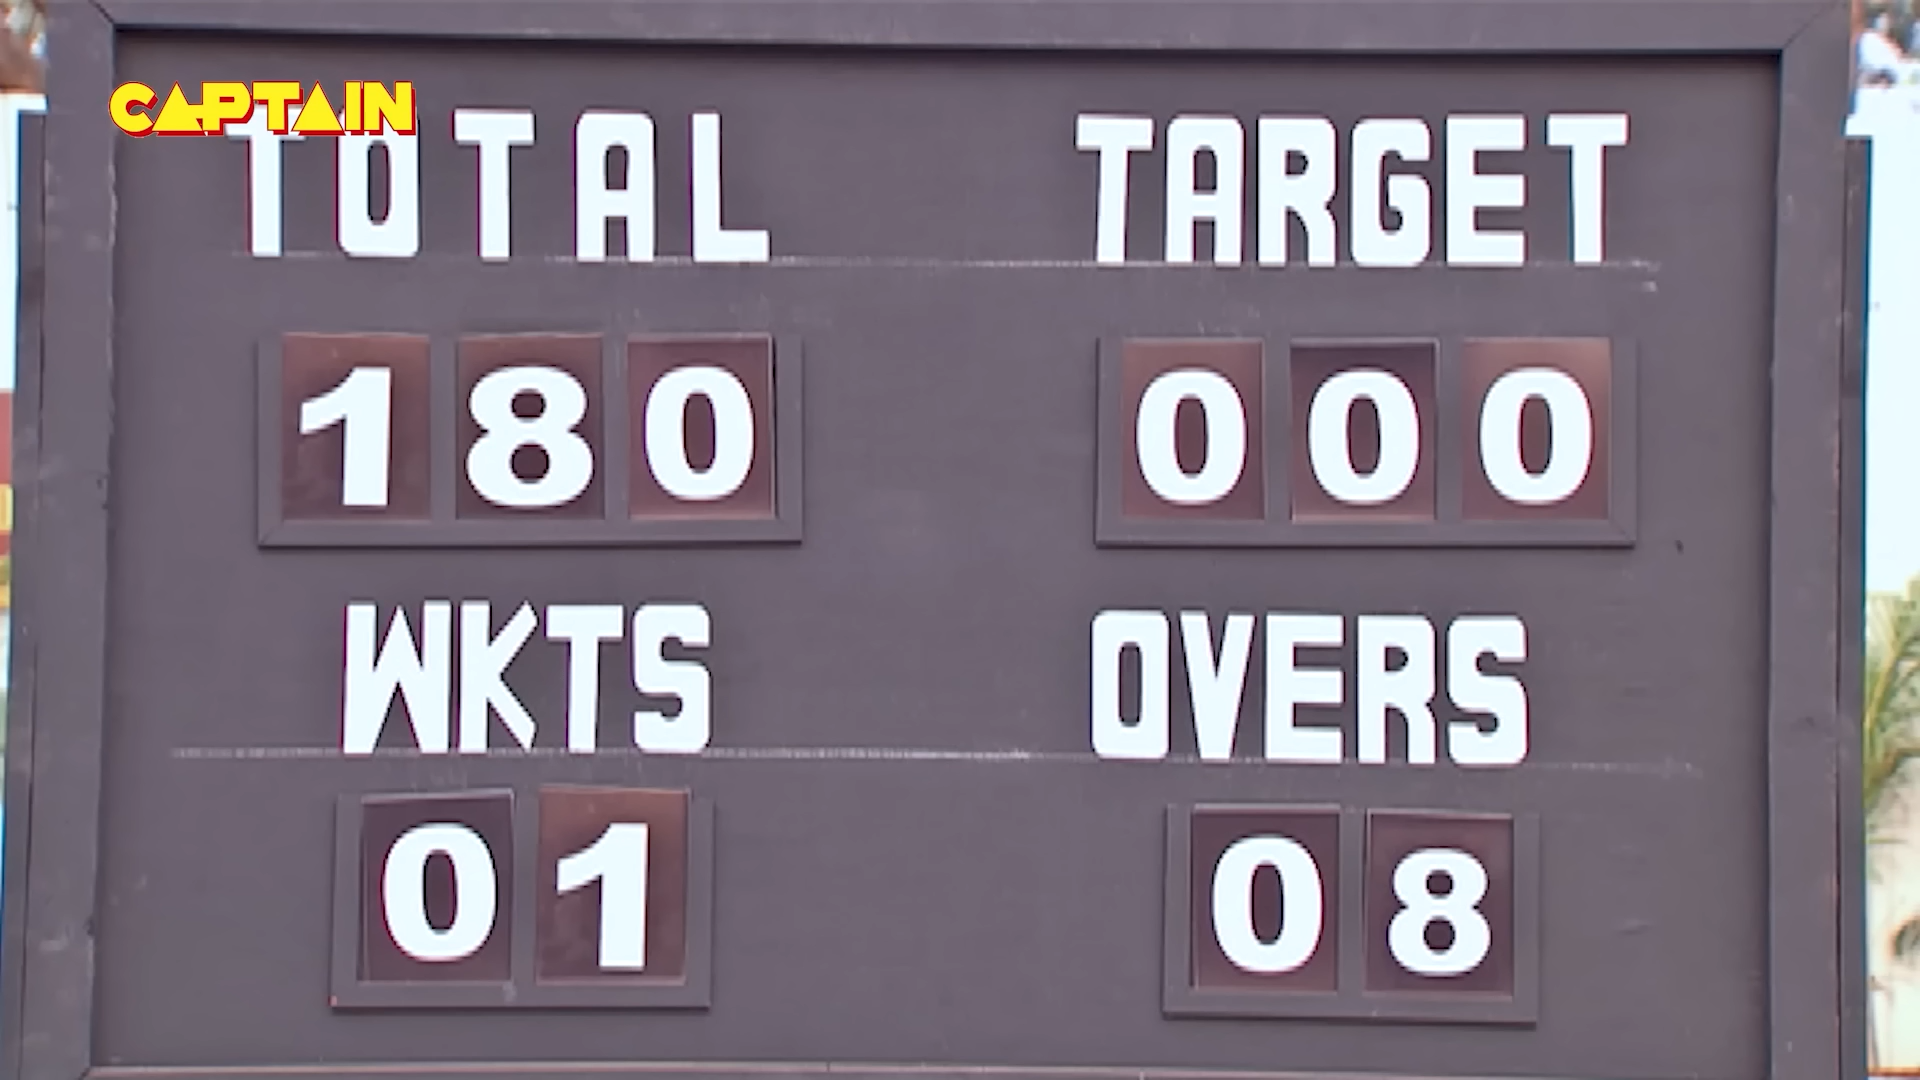 CAPTAIN
TOTAL TARGET
180 000
WKTS OVERS
01 08